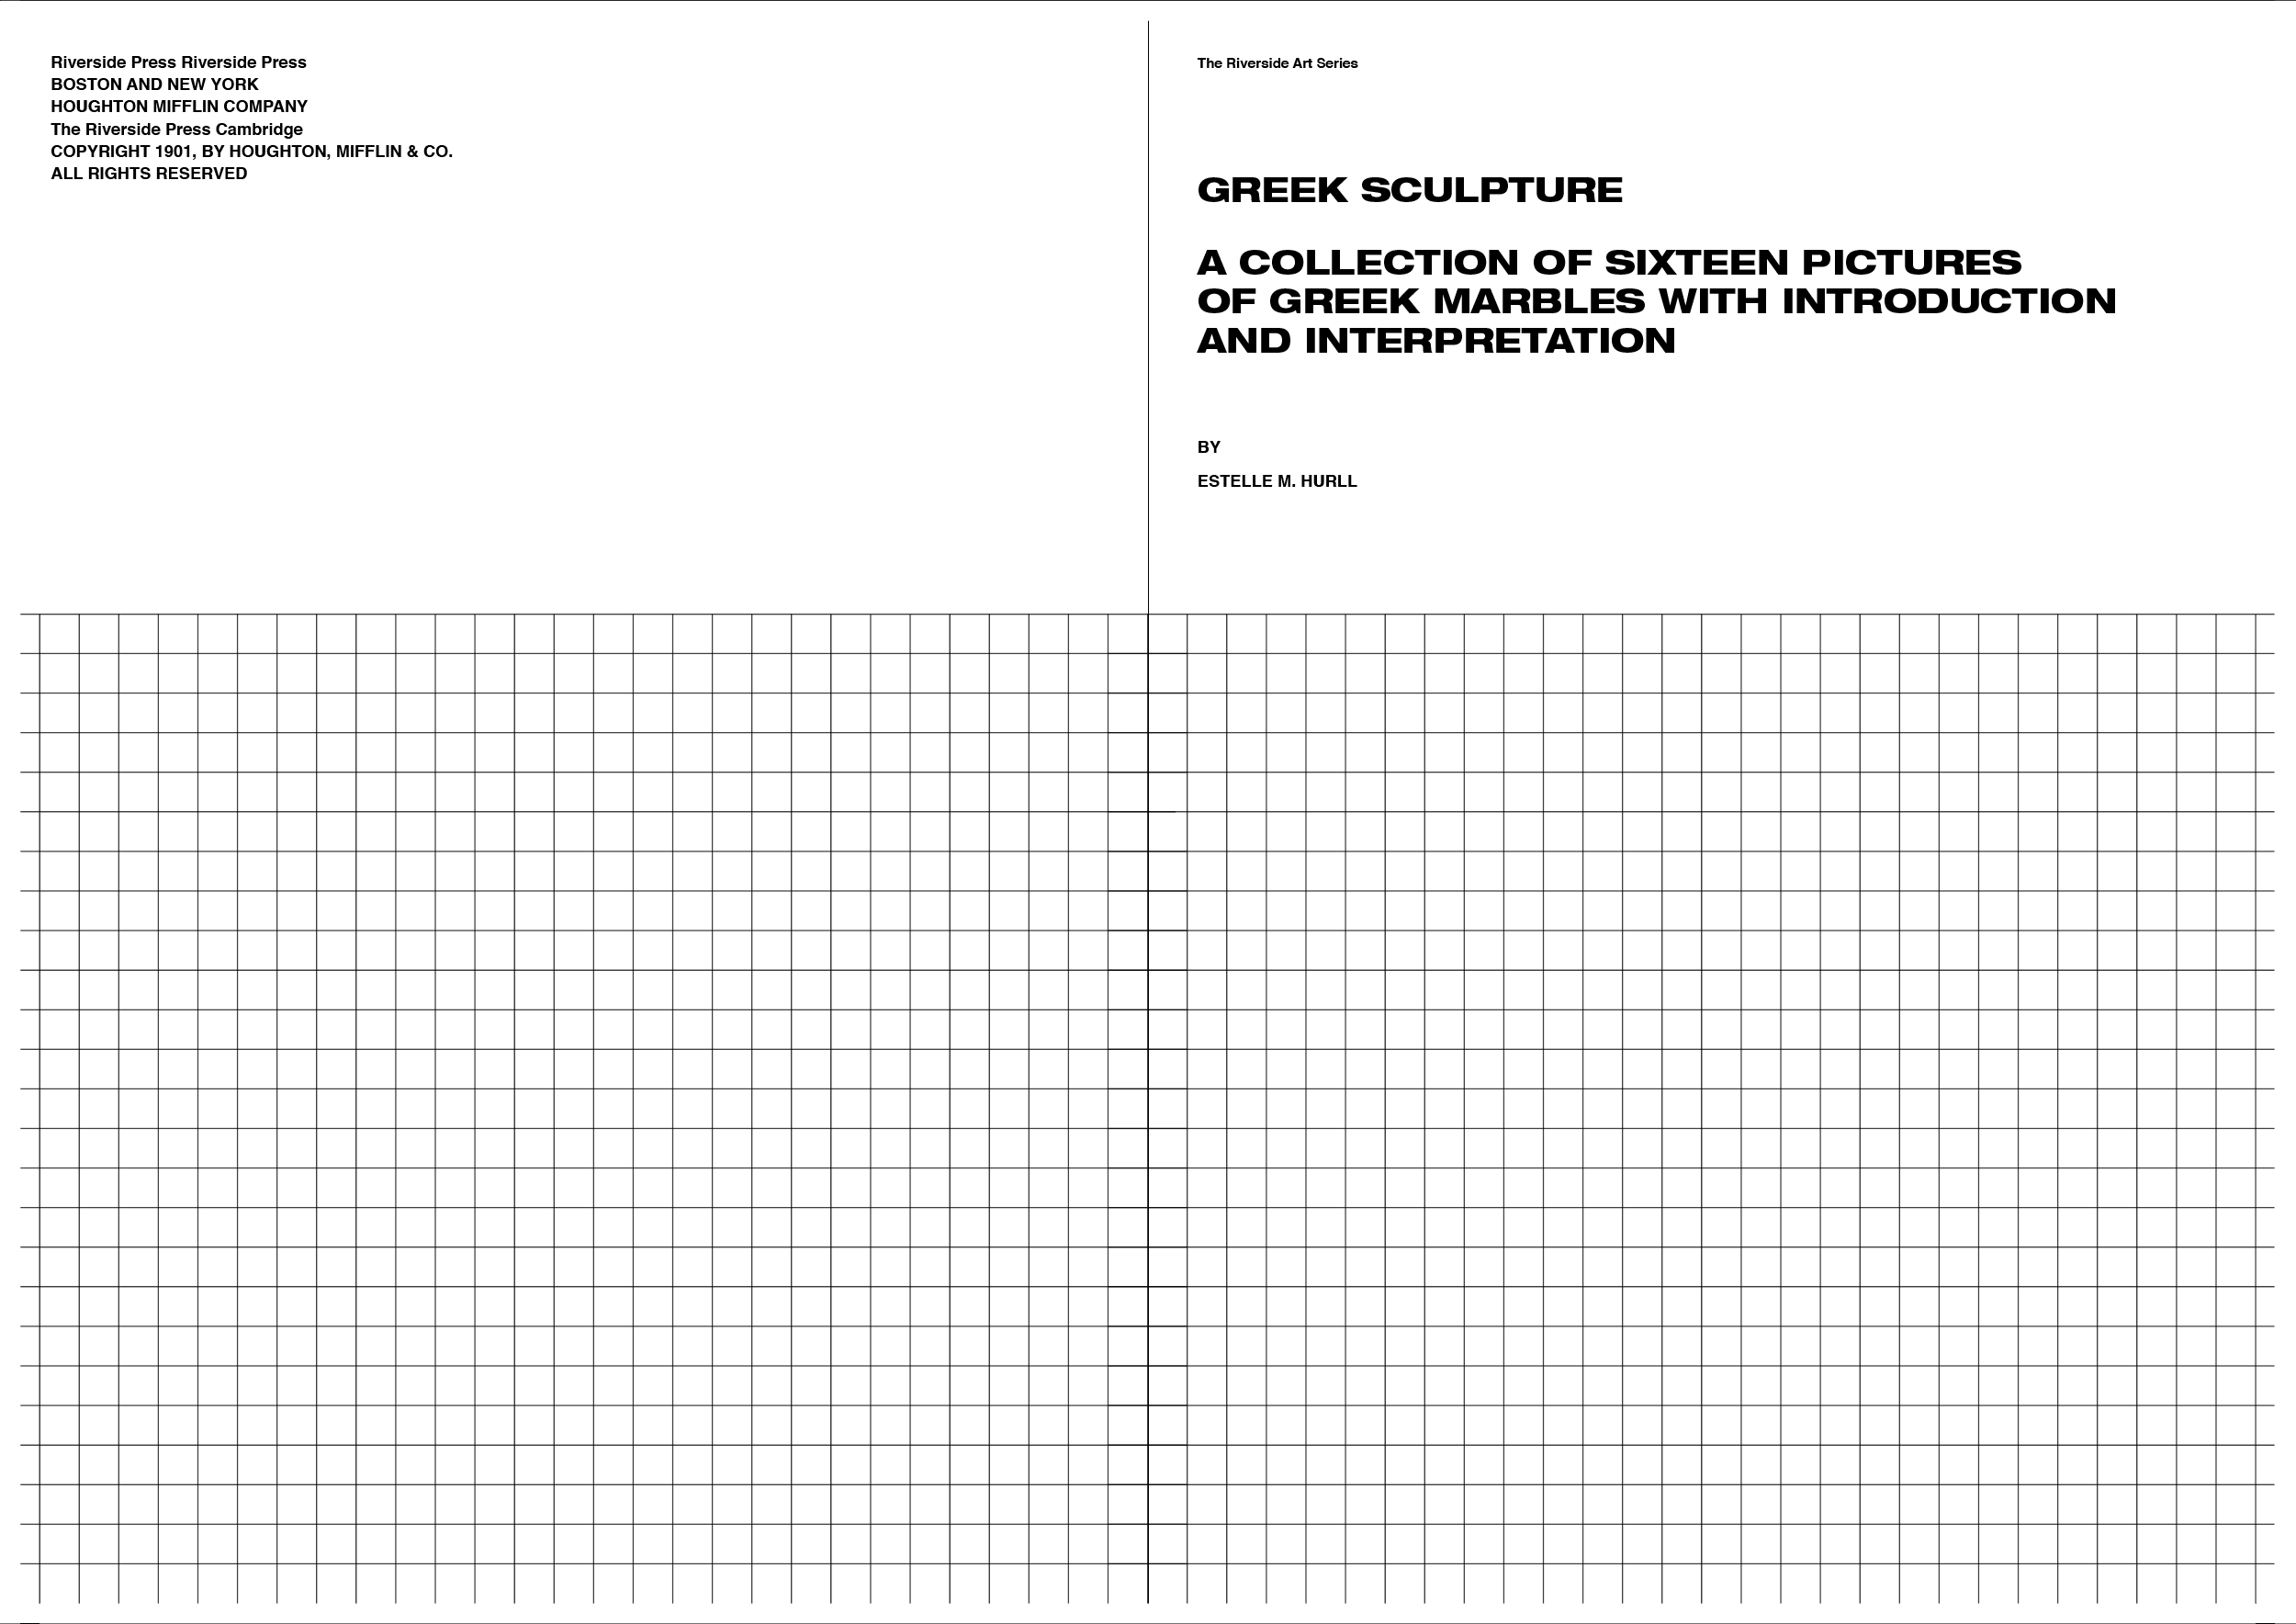 Riverside Press Riverside Press
BOSTON AND NEW YORK
HOUGHTON MIFFLIN COMPANY
The Riverside Press Cambridge
COPYRIGHT 1901, BY HOUGHTON, MIFFLIN & CO.
ALL RIGHTS RESERVED
The Riverside Art Series
GREEK SCULPTURE
A COLLECTION OF SIXTEEN PICTURES
OF GREEK MARBLES WITH INTRODUCTION
AND INTERPRETATION
BY
ESTELLE M. HURLL